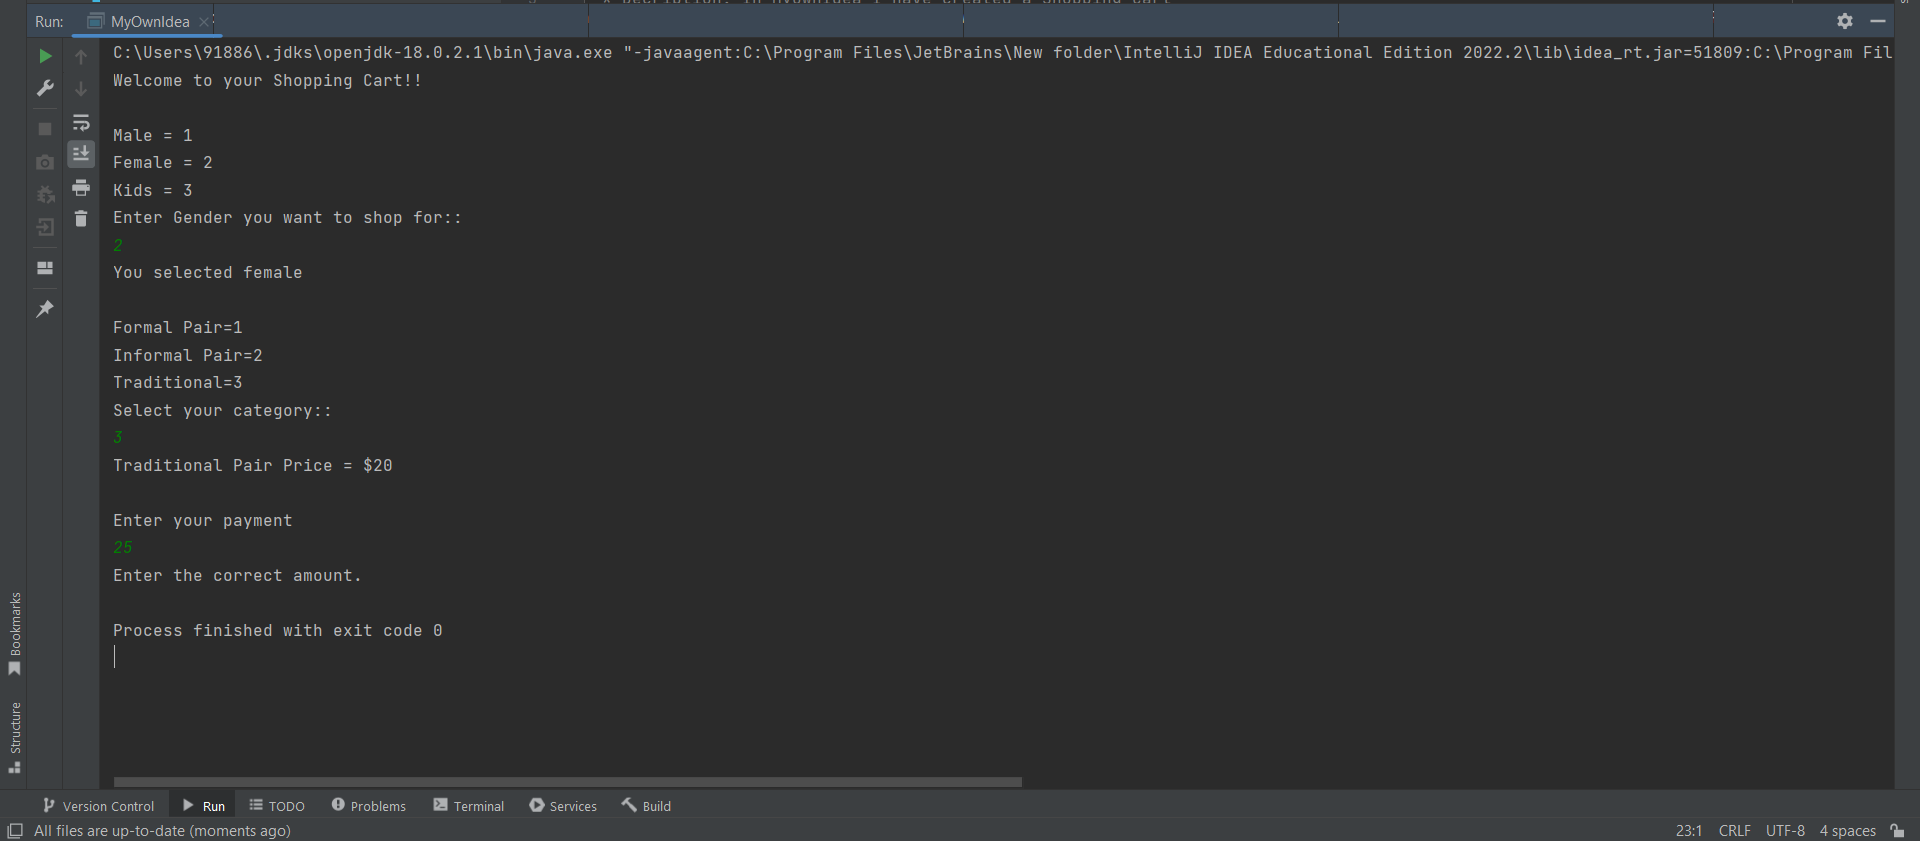 Run: MyOwnIdea
C:\Users\91886\.jdks\openjdk-18.0.2.1\bin\java.exe "-javaagent:C:\Program Files\JetBrains\New folder\IntelliJ IDEA Educational Edition 2022.2\lib\idea_rt.jar=51809:C:\Program Fil
Welcome to your Shopping Cart!!
Male = 1
Female = 2
Kids = 3
Enter Gender you want to shop for::
2
You selected female
Formal Pair=1
Informal Pair=2
Traditional=3
Select your category::
3
Traditional Pair Price = $20
Enter your payment
25
Enter the correct amount.
Process finished with exit code 0
Bookmarks
Structure
Version Control Run TODO Problems Terminal Services Build
All files are up-to-date (moments ago) 23:1 CRLF UTF-8 4 spaces